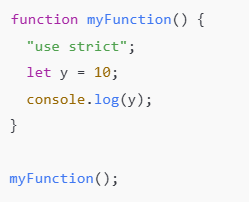 function myFunction() {
  "use strict";
  let y = 10;
  console.log(y);
}

myFunction();